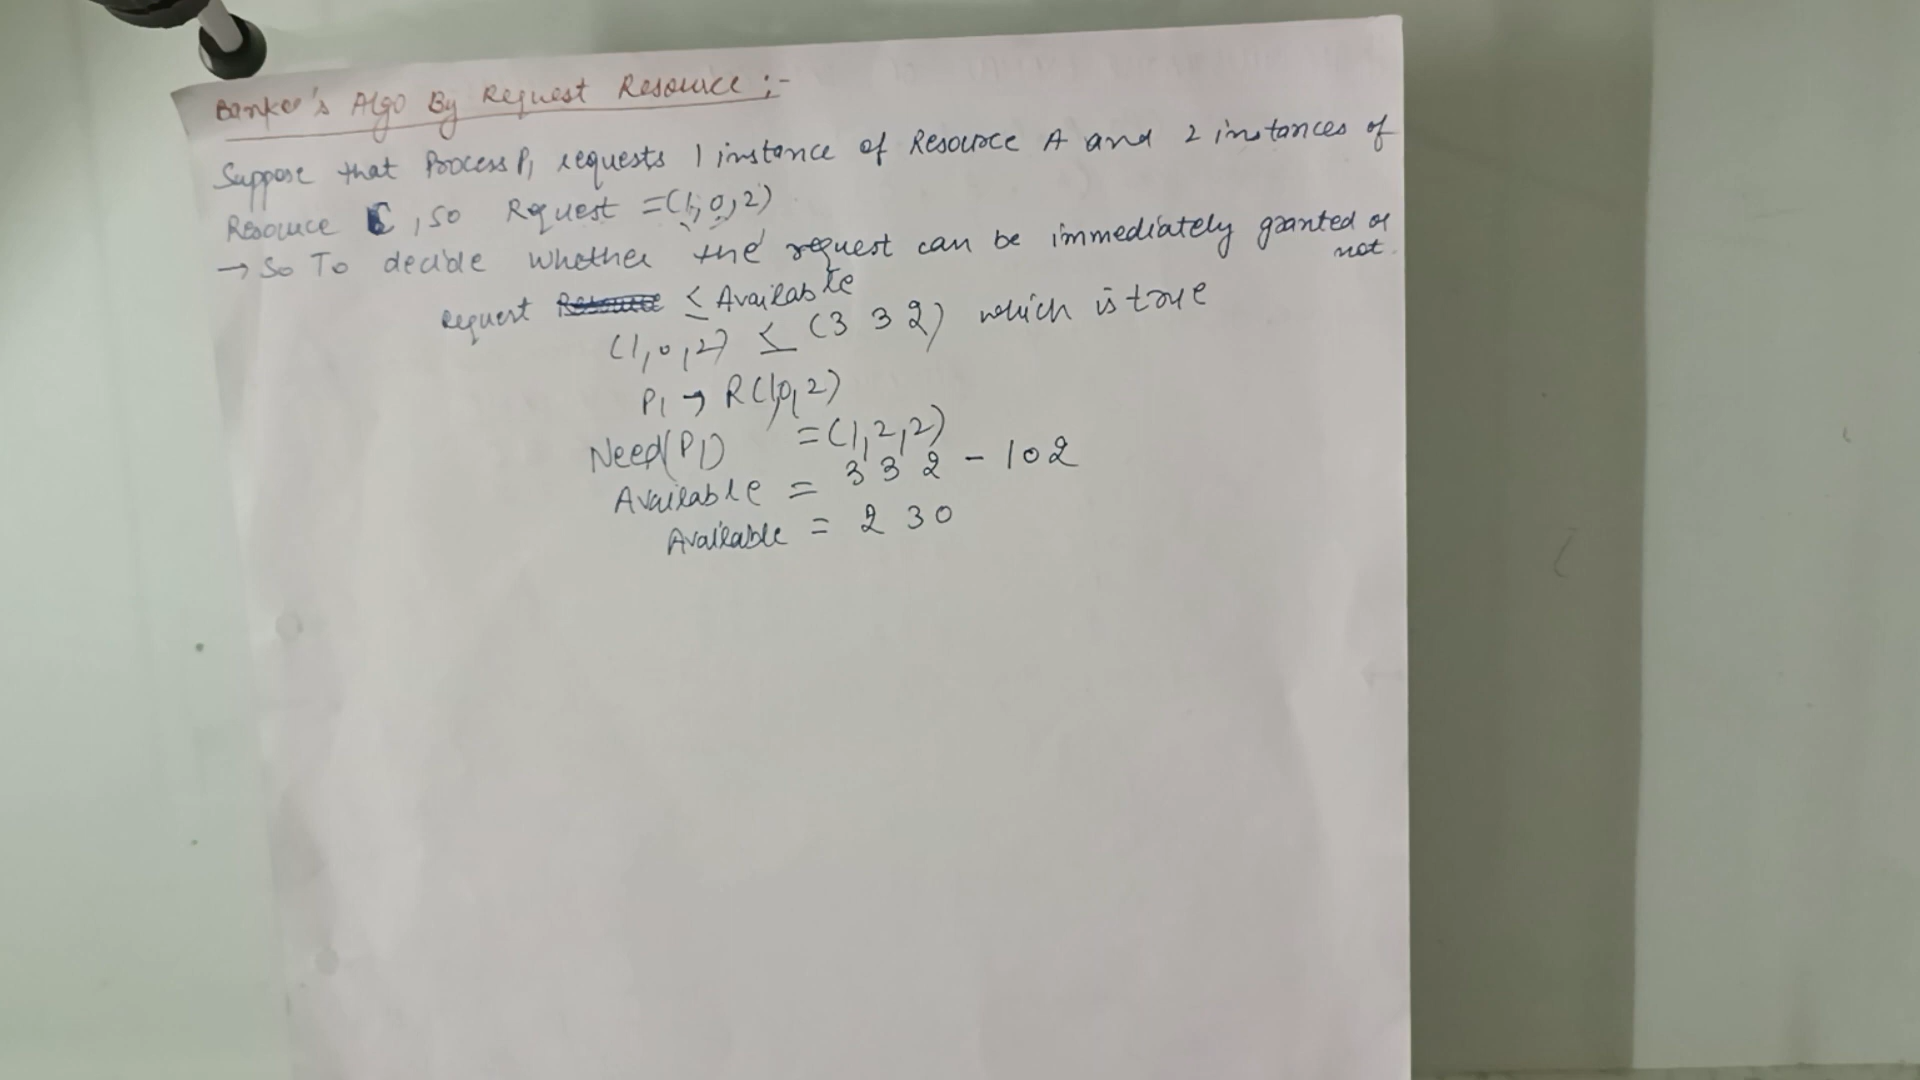 Banker's Algo By Request Resource :-
Suppose that Process P1 requests 1 instance of Resource A and 2 instances of
Resource C, so Request = (1, 0, 2)
→ So To decide whether the request can be immediately granted or
not.
request ≤ Available
(1, 0, 2) ≤ (3 3 2) which is true
P1 → R(1,0,2)
Need(P1) = (1,2,2)
Available = 3 3 2 - 1 0 2
Available = 2 3 0